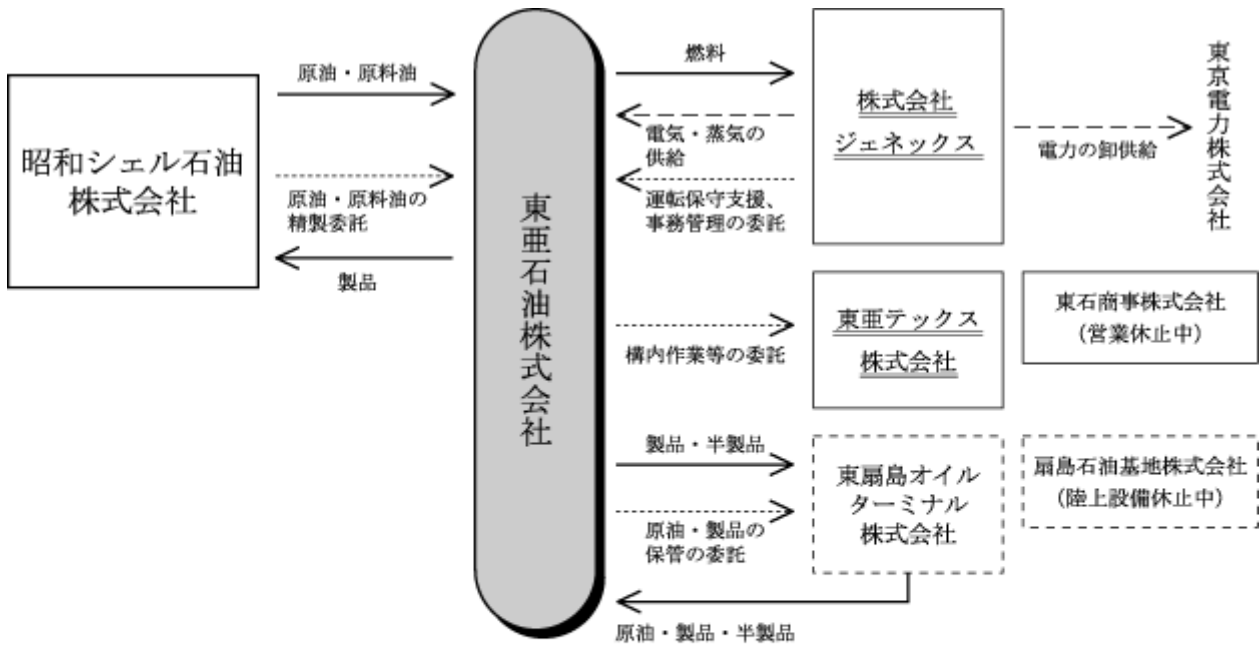 昭和シェル石油
株式会社
原油・原料油
原油・原料油の
精製委託
製品
東亜石油株式会社
燃料
電気・蒸気の
供給
運転保守支援、
事務管理の委託
株式会社
ジェネックス
電力の卸供給
東京電力株式会社
構内作業等の委託
東亜テックス
株式会社
東石商事株式会社
（営業休止中）
製品・半製品
原油・製品の
保管の委託
東扇島オイル
ターミナル
株式会社
扇島石油基地株式会社
（陸上設備休止中）
原油・製品・半製品